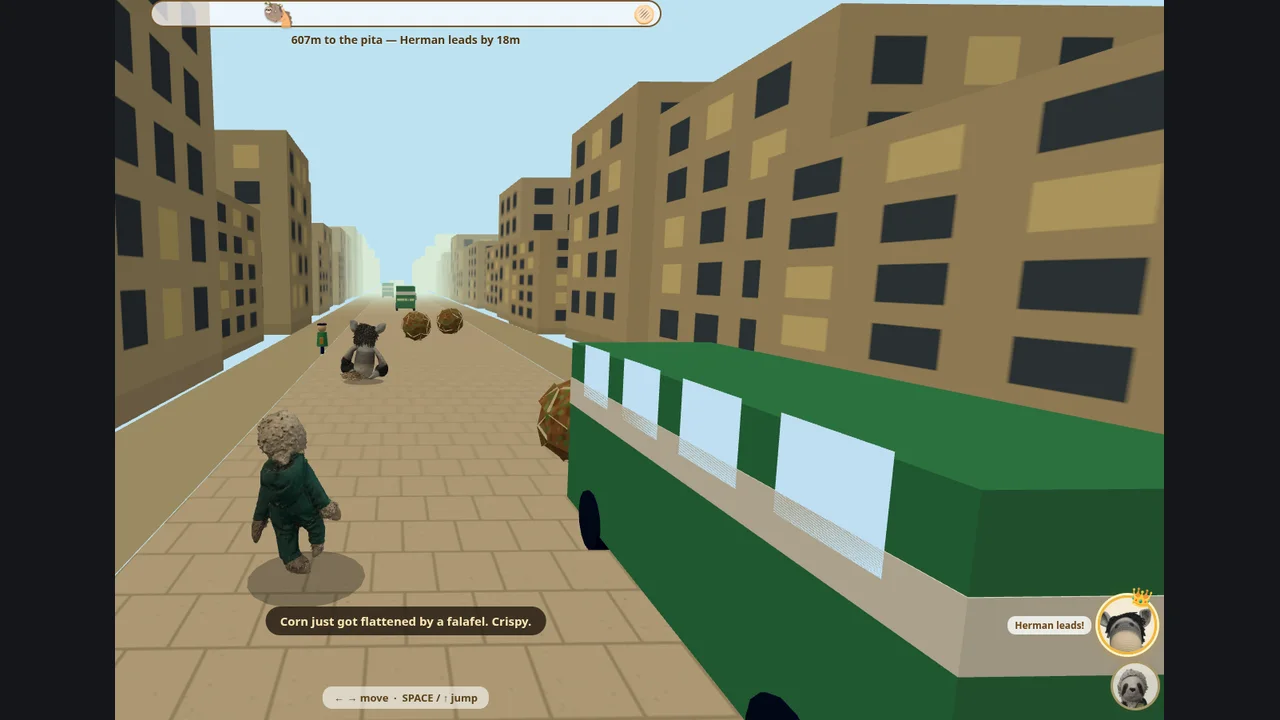 607m to the pita — Herman leads by 18m
Corn just got flattened by a falafel. Crispy.
Herman leads!
← → move · SPACE / ↑ jump